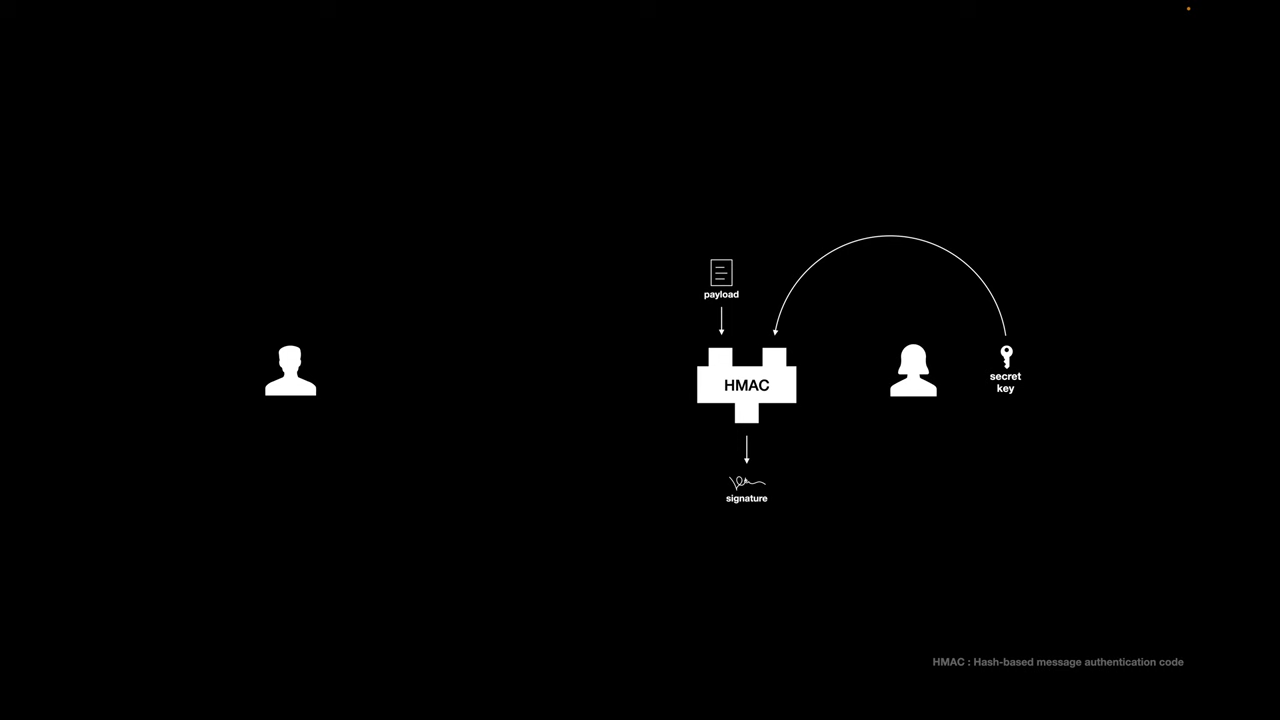 payload
HMAC
secret
key
signature
HMAC : Hash-based message authentication code